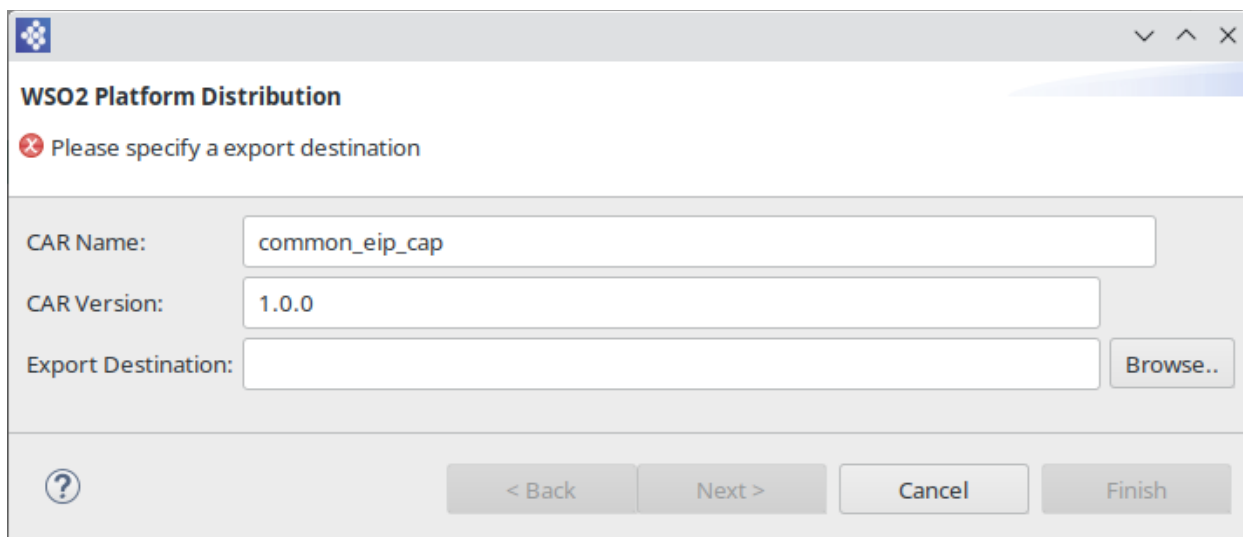 WSO2 Platform Distribution
Please specify a export destination
CAR Name: common_eip_cap
CAR Version: 1.0.0
Export Destination: Browse..
? < Back Next > Cancel Finish